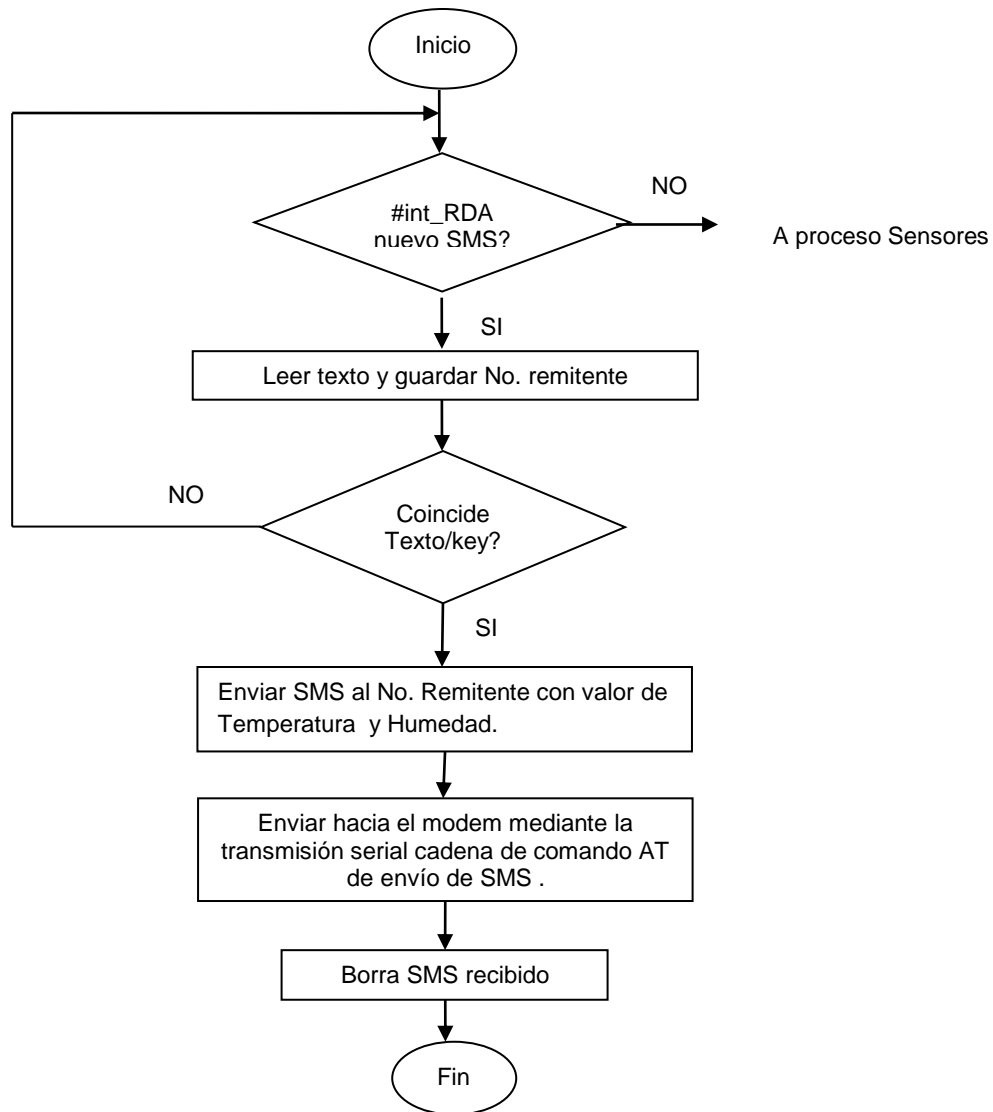 Inicio
#int_RDA
nuevo SMS?
NO
A proceso Sensores
SI
Leer texto y guardar No. remitente
NO
Coincide
Texto/key?
SI
Enviar SMS al No. Remitente con valor de
Temperatura y Humedad.
Enviar hacia el modem mediante la
transmisión serial cadena de comando AT
de envío de SMS .
Borra SMS recibido
Fin